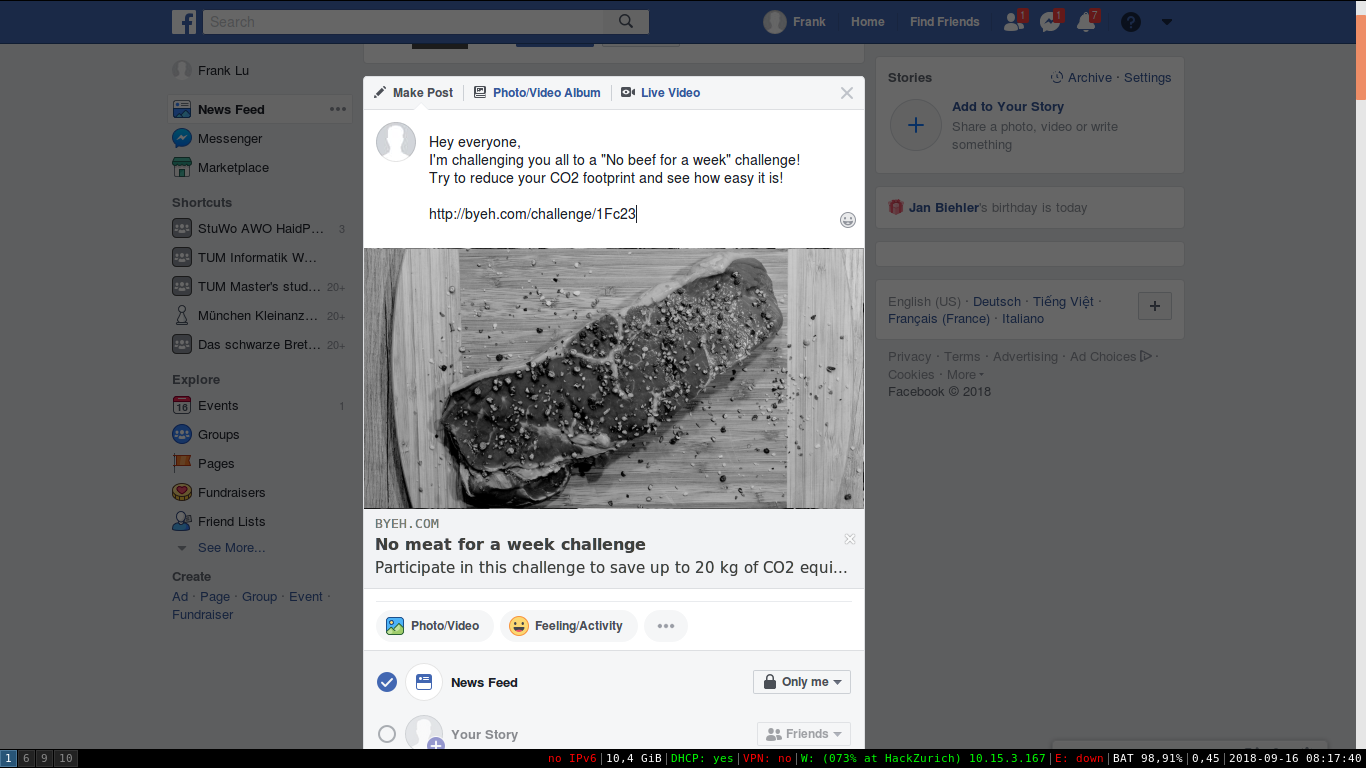 Search
Frank
Home
Find Friends
1
1
7
Frank Lu
News Feed
Messenger
Marketplace
Shortcuts
StuWo AWO HaidP... 3
TUM Informatik W...
TUM Master's stud... 20+
München Kleinanz... 20+
Das schwarze Bret... 20+
Explore
16 Events 1
Groups
Pages
Fundraisers
Friend Lists
See More...
Create
Ad · Page · Group · Event ·
Fundraiser
Make Post
Photo/Video Album
Live Video
Hey everyone,
I'm challenging you all to a "No beef for a week" challenge!
Try to reduce your CO2 footprint and see how easy it is!
http://byeh.com/challenge/1Fc23
BYEH.COM
No meat for a week challenge
Participate in this challenge to save up to 20 kg of CO2 equi...
Photo/Video
Feeling/Activity
News Feed
Only me
Your Story
Friends
Stories
Archive · Settings
Add to Your Story
Share a photo, video or write
something
Jan Biehler's birthday is today
English (US) · Deutsch · Tiếng Việt ·
Français (France) · Italiano
Privacy · Terms · Advertising · Ad Choices ·
Cookies · More
Facebook © 2018
1 6 9 10
no IPv6|10,4 GiB|DHCP: yes|VPN: no|W: (073% at HackZurich) 10.15.3.167|E: down|BAT 98,91%|0,45|2018-09-16 08:17:40